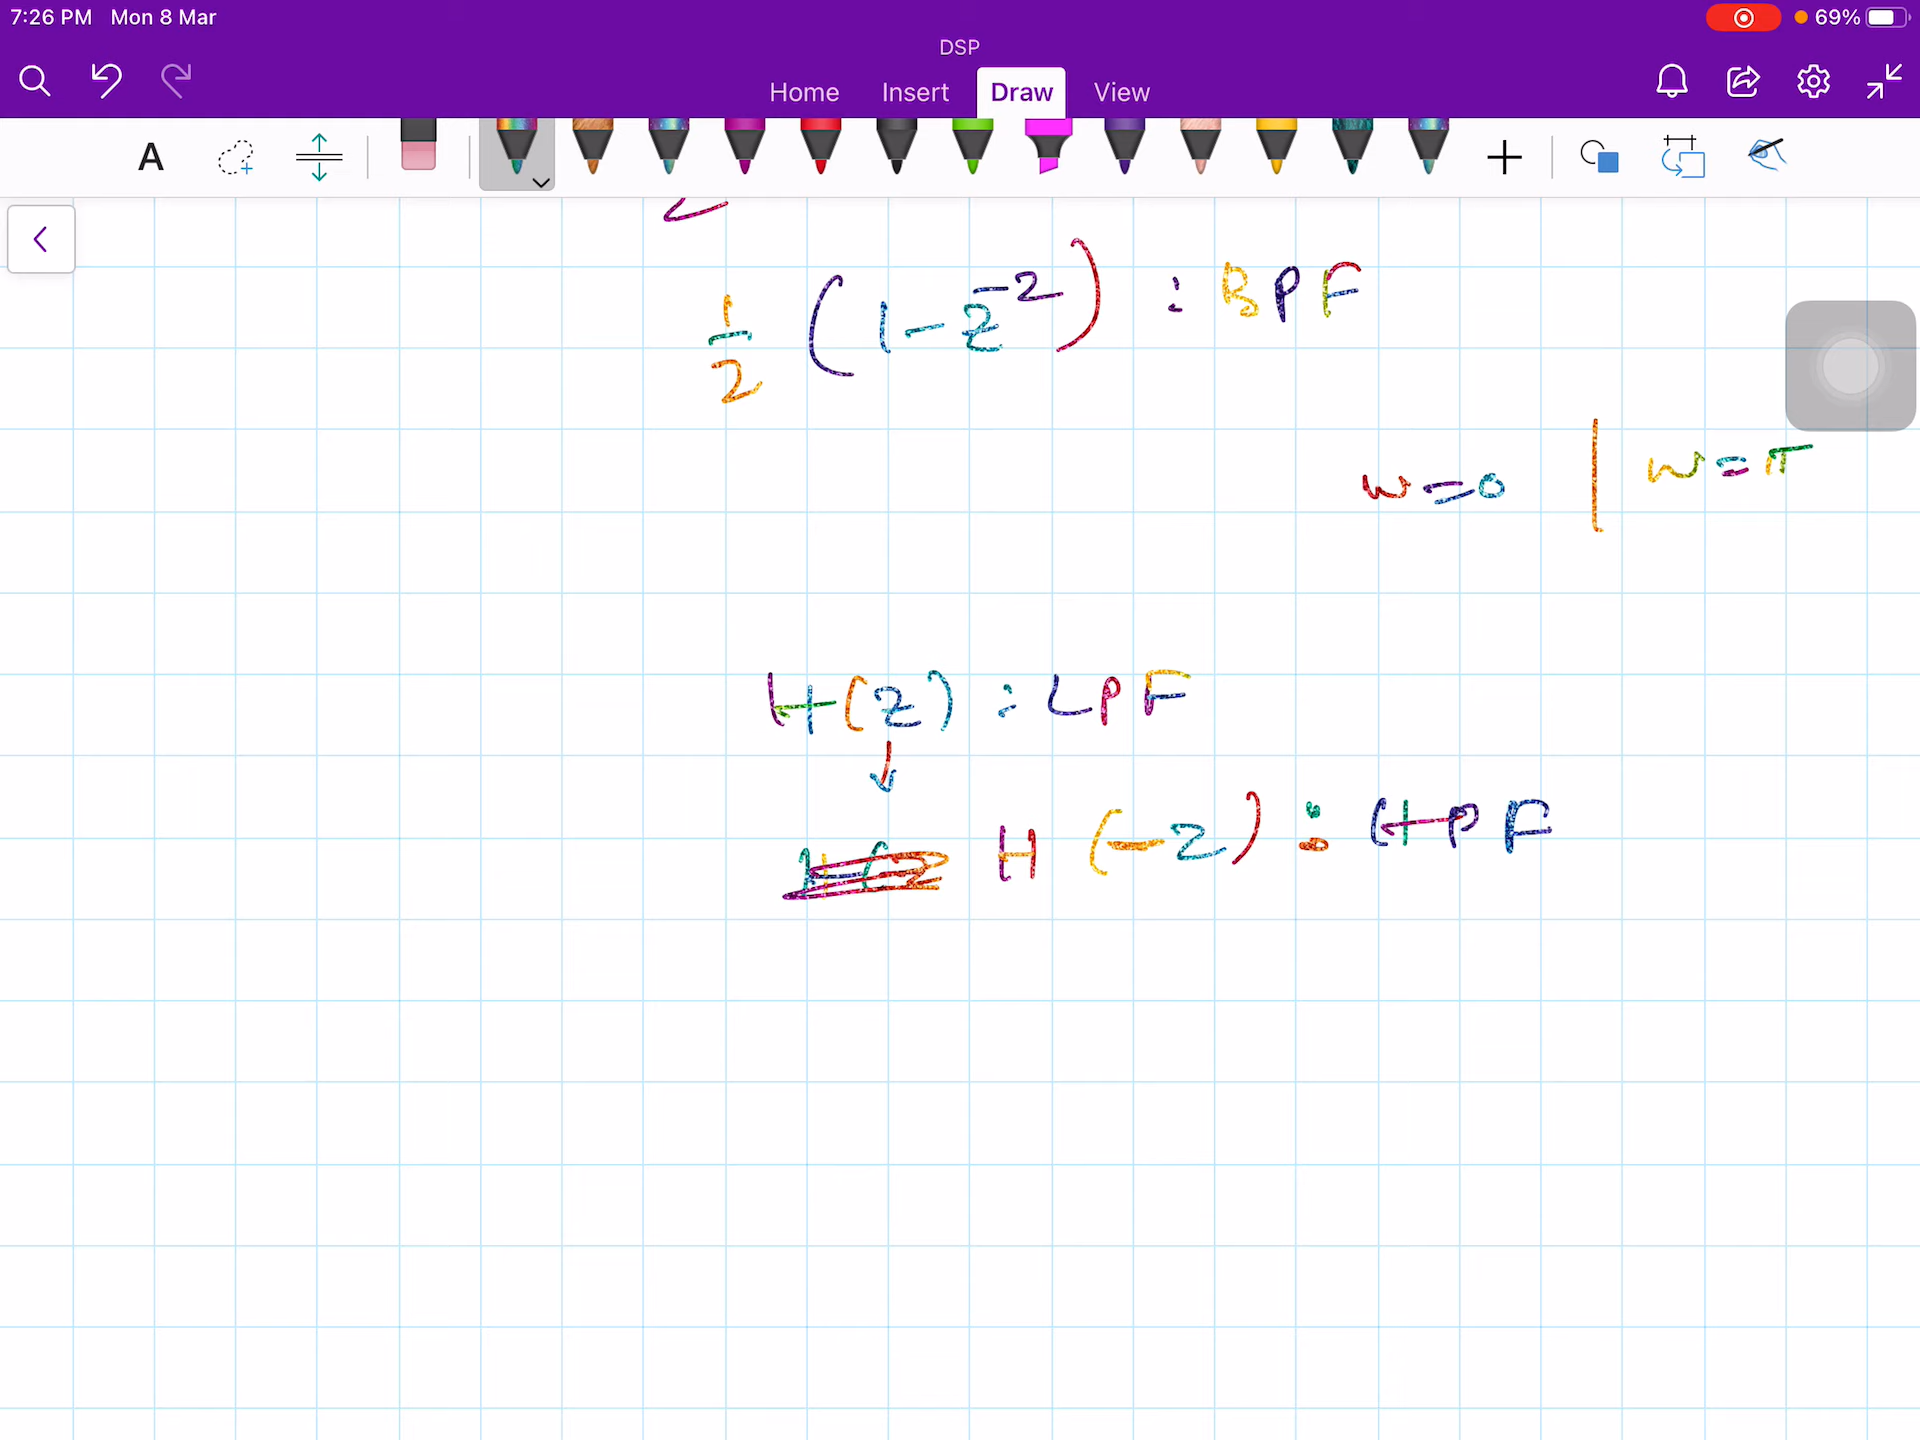 7:26 PM Mon 8 Mar 69%
DSP
Home Insert Draw View
A
1/2 (1-z^-2) : BPF
w=0 | w=π
H(z) : LPF
↓
H (-z) : HPF